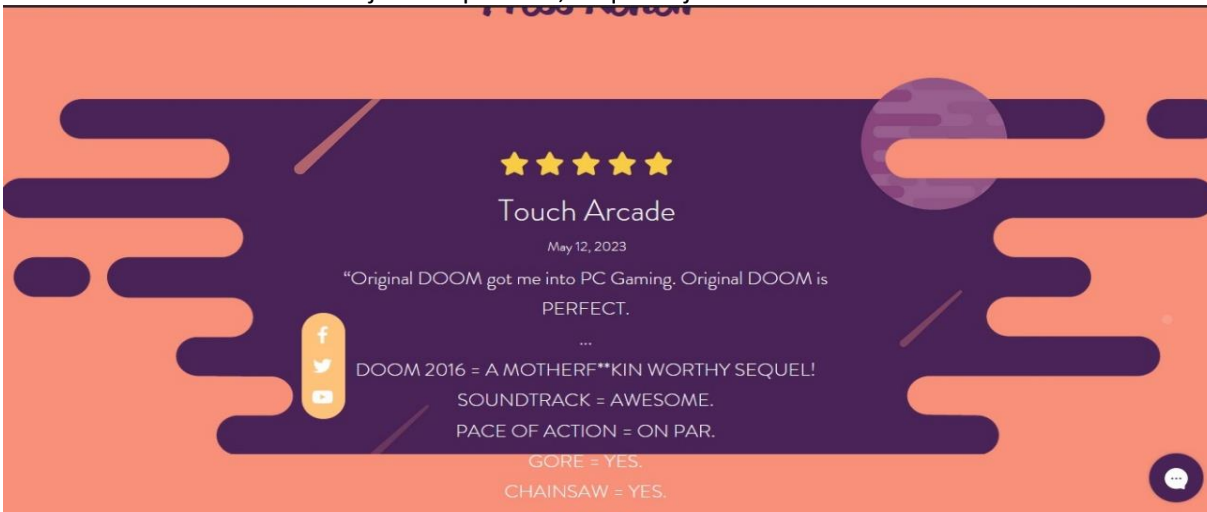 Touch Arcade
May 12, 2023
“Original DOOM got me into PC Gaming. Original DOOM is
PERFECT.
...
DOOM 2016 = A MOTHERF**KIN WORTHY SEQUEL!
SOUNDTRACK = AWESOME.
PACE OF ACTION = ON PAR.
GORE = YES.
CHAINSAW = YES.